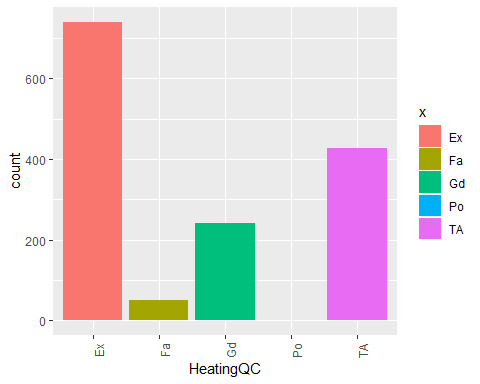 600
400
200
0
count
Ex
Fa
Gd
Po
TA
HeatingQC
x
Ex
Fa
Gd
Po
TA